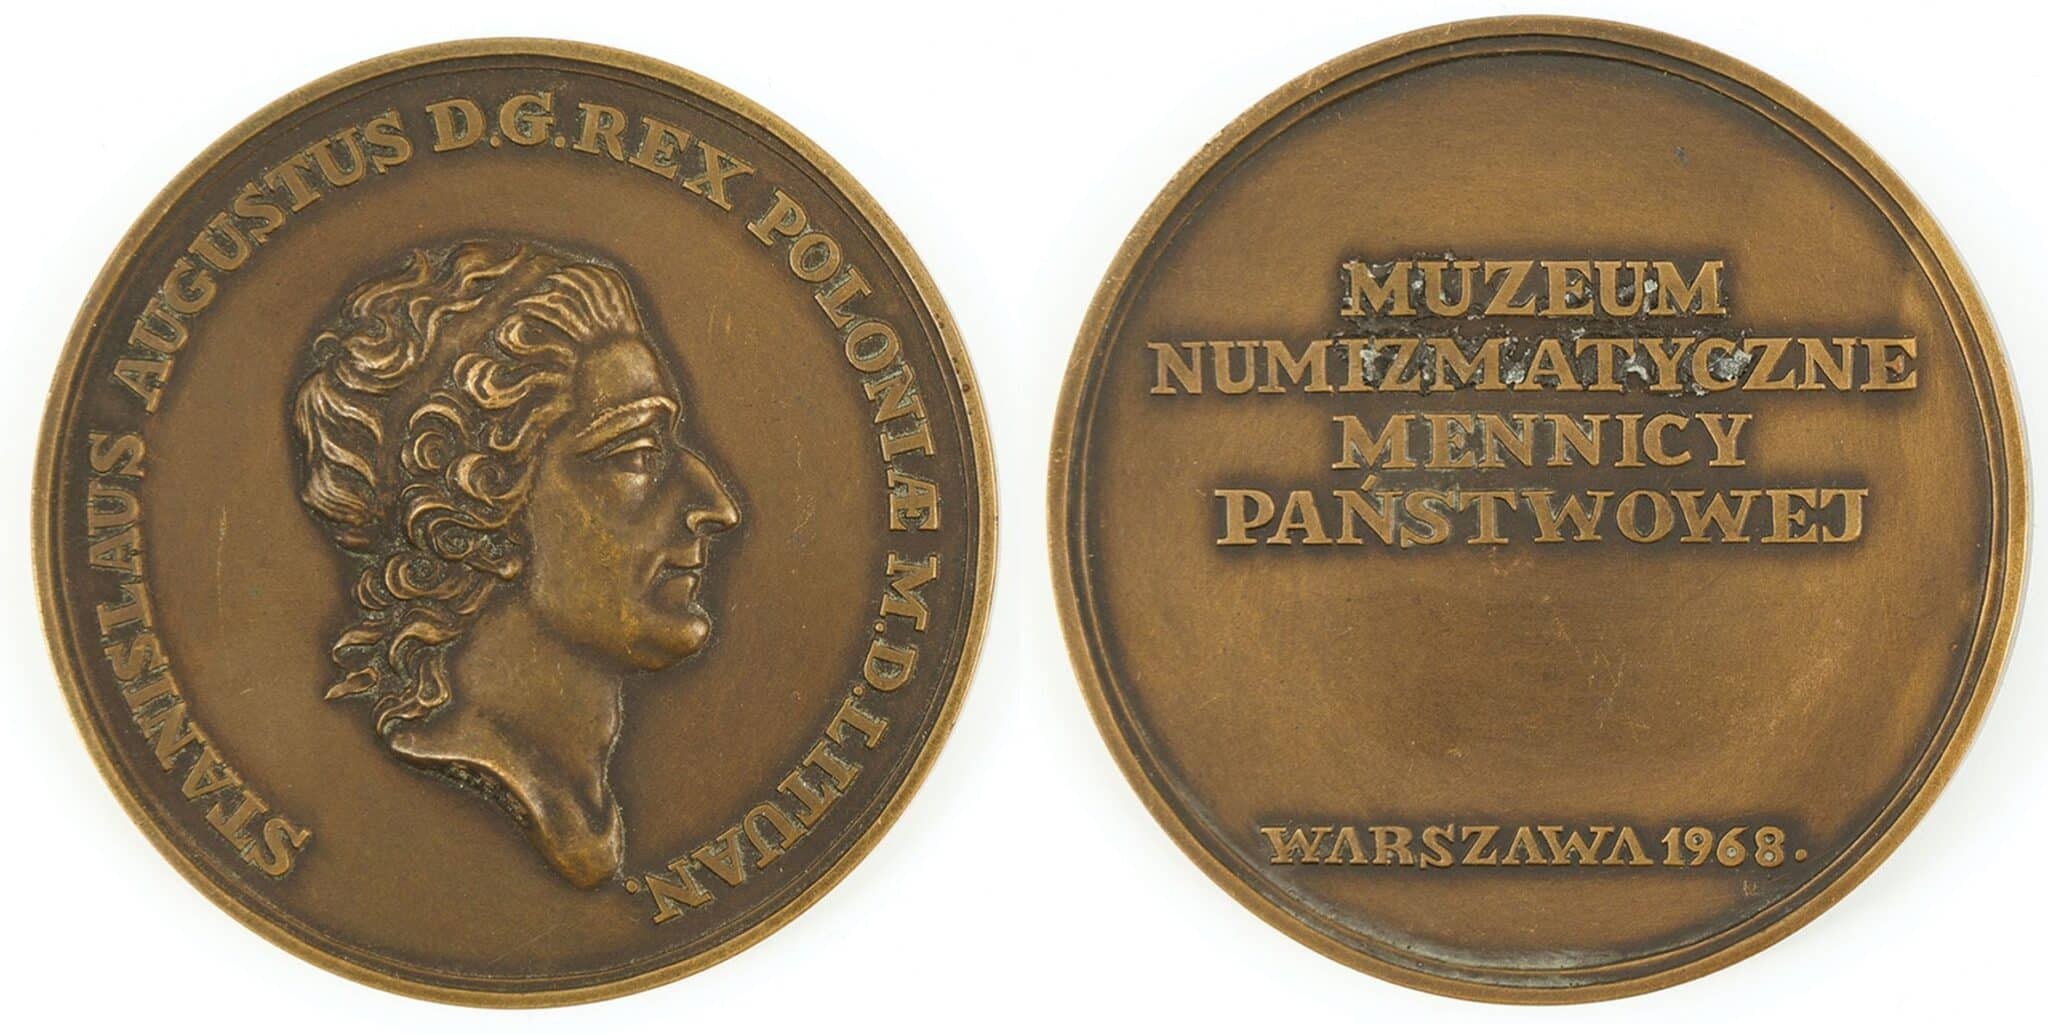 STANISLAUS AUGUSTUS D.G.REX POLONIÆ M.D.LITUAN.
MUZEUM
NUMIZMATYCZNE
MENNICY
PAŃSTWOWEJ
WARSZAWA 1968.